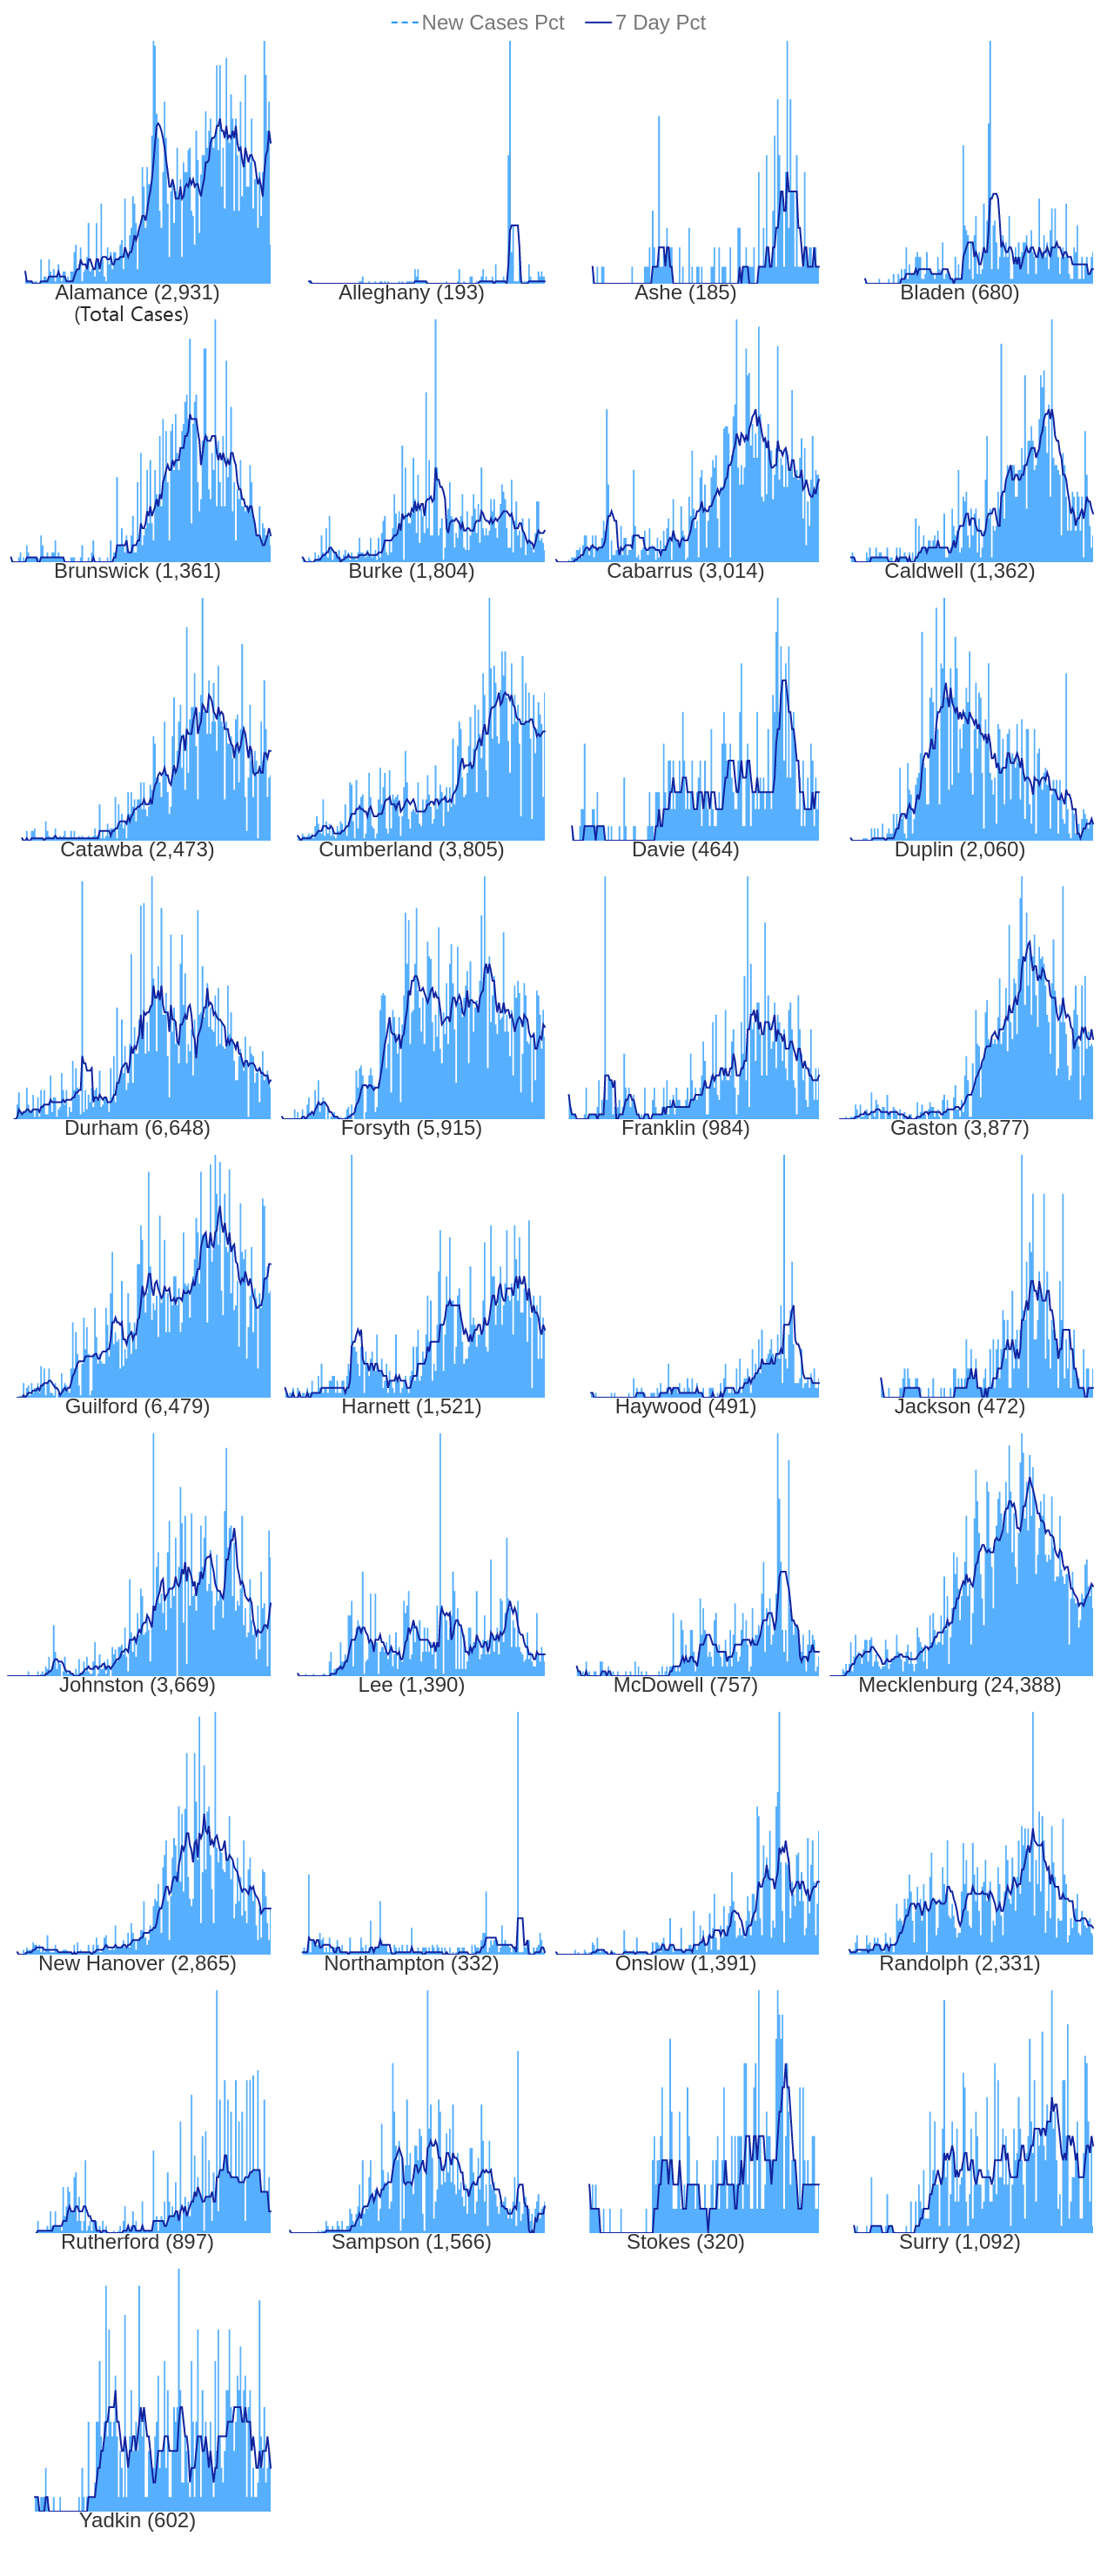 New Cases Pct 7 Day Pct
Alamance (2,931) Alleghany (193) Ashe (185) Bladen (680)
(Total Cases)
Brunswick (1,361) Burke (1,804) Cabarrus (3,014) Caldwell (1,362)
Catawba (2,473) Cumberland (3,805) Davie (464) Duplin (2,060)
Durham (6,648) Forsyth (5,915) Franklin (984) Gaston (3,877)
Guilford (6,479) Harnett (1,521) Haywood (491) Jackson (472)
Johnston (3,669) Lee (1,390) McDowell (757) Mecklenburg (24,388)
New Hanover (2,865) Northampton (332) Onslow (1,391) Randolph (2,331)
Rutherford (897) Sampson (1,566) Stokes (320) Surry (1,092)
Yadkin (602)